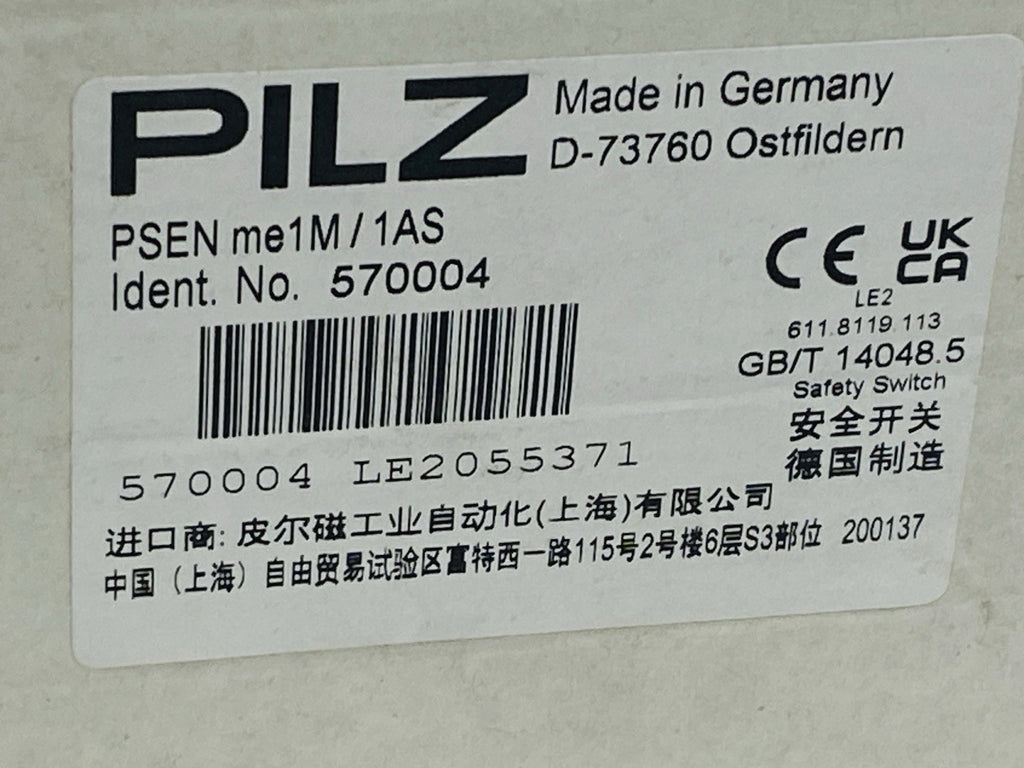 PILZ
Made in Germany
D-73760 Ostfildern
PSEN me1M / 1AS
Ident. No. 570004
CE UK CA
LE2
611.8119.113
GB/T 14048.5
Safety Switch
安全开关
德国制造
570004 LE2055371
进口商: 皮尔磁工业自动化(上海)有限公司
中国（上海）自由贸易试验区富特西一路115号2号楼6层S3部位 200137